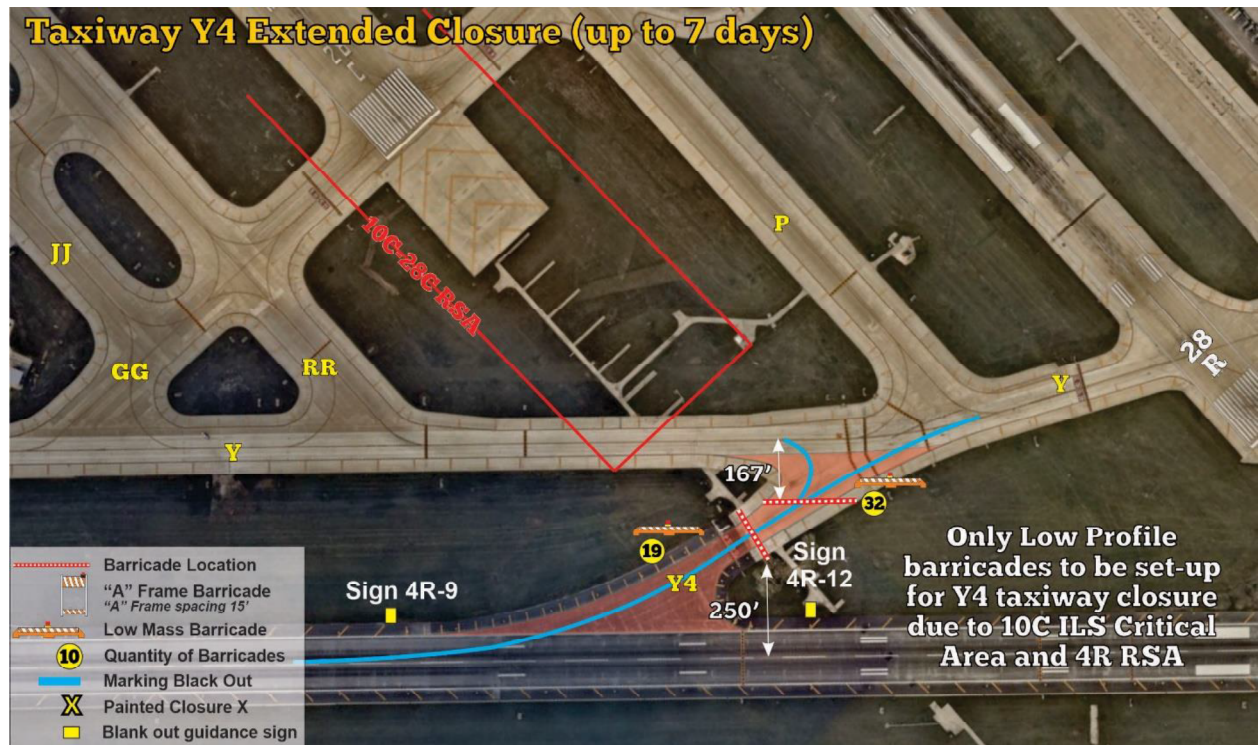 Taxiway Y4 Extended Closure (up to 7 days)
P
JJ
10C-28C RSA
GG
RR
28
R
Y
Y
167'
32
19
Sign
4R-12
Sign 4R-9
Y4
250'
Only Low Profile
barricades to be set-up
for Y4 taxiway closure
due to 10C ILS Critical
Area and 4R RSA
Barricade Location
"A" Frame Barricade
"A" Frame spacing 15'
Low Mass Barricade
10
Quantity of Barricades
Marking Black Out
X
Painted Closure X
Blank out guidance sign